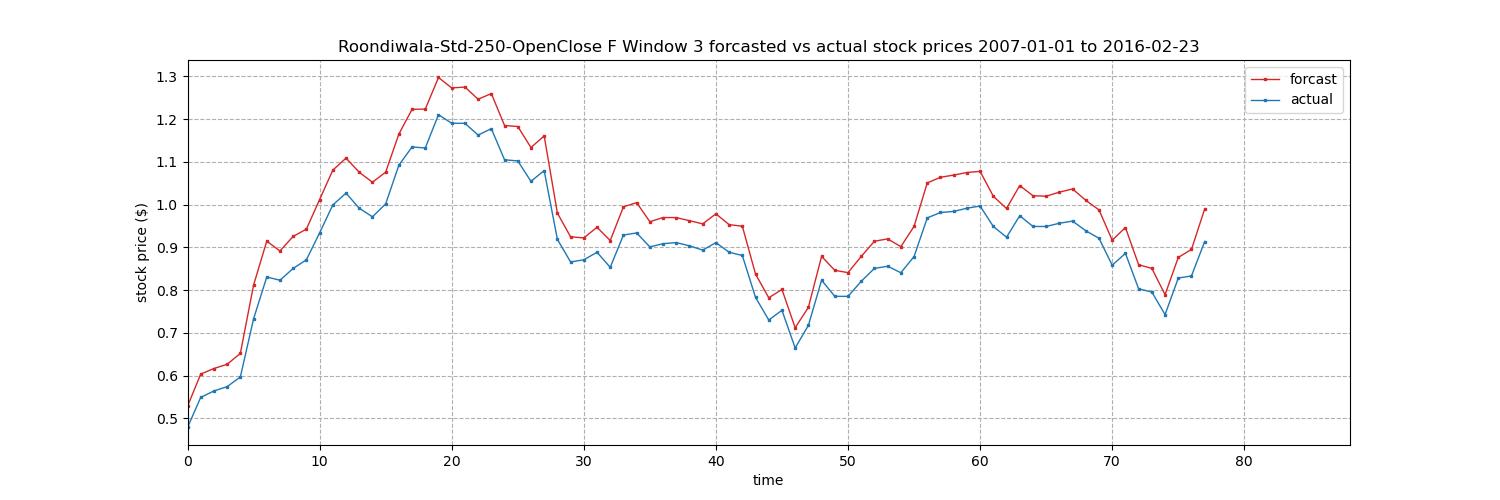 Roondiwala-Std-250-OpenClose F Window 3 forcasted vs actual stock prices 2007-01-01 to 2016-02-23
forcast
actual
stock price ($)
1.3
1.2
1.1
1.0
0.9
0.8
0.7
0.6
0.5
0 10 20 30 40 50 60 70 80
time